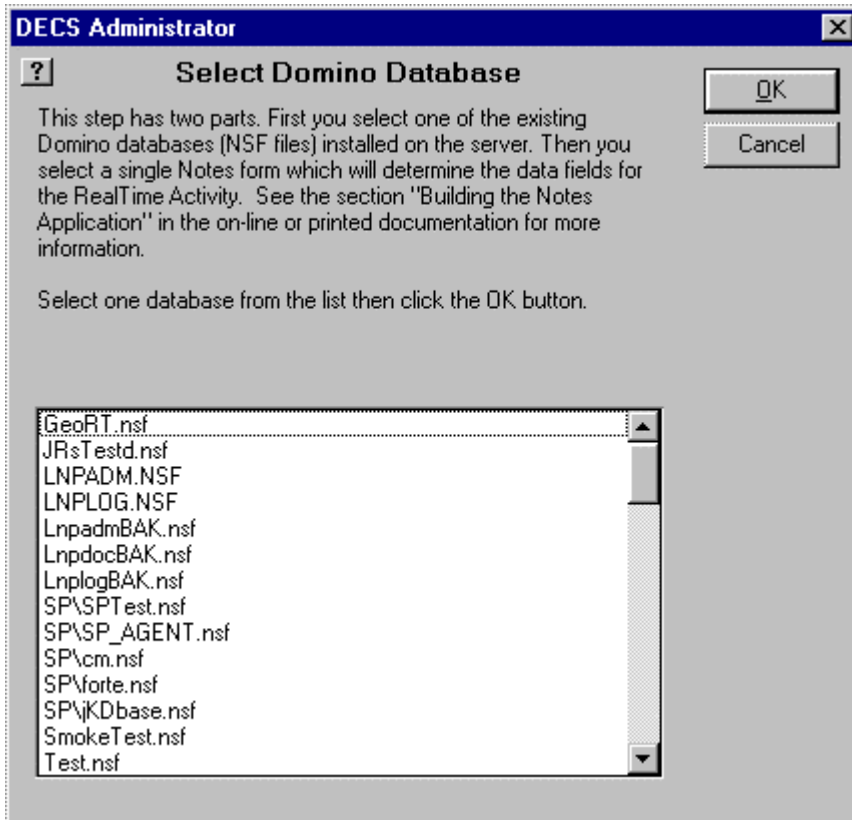 DECS Administrator
? Select Domino Database
OK
This step has two parts. First you select one of the existing
Domino databases (NSF files) installed on the server. Then you
Cancel
select a single Notes form which will determine the data fields for
the RealTime Activity.  See the section "Building the Notes
Application" in the on-line or printed documentation for more
information.
Select one database from the list then click the OK button.
GeoRT.nsf
JRsTestd.nsf
LNPADM.NSF
LNPLOG.NSF
LnpadmBAK.nsf
LnpdocBAK.nsf
LnplogBAK.nsf
SP\SPTest.nsf
SP\SP_AGENT.nsf
SP\cm.nsf
SP\forte.nsf
SP\jKDbase.nsf
SmokeTest.nsf
Test.nsf